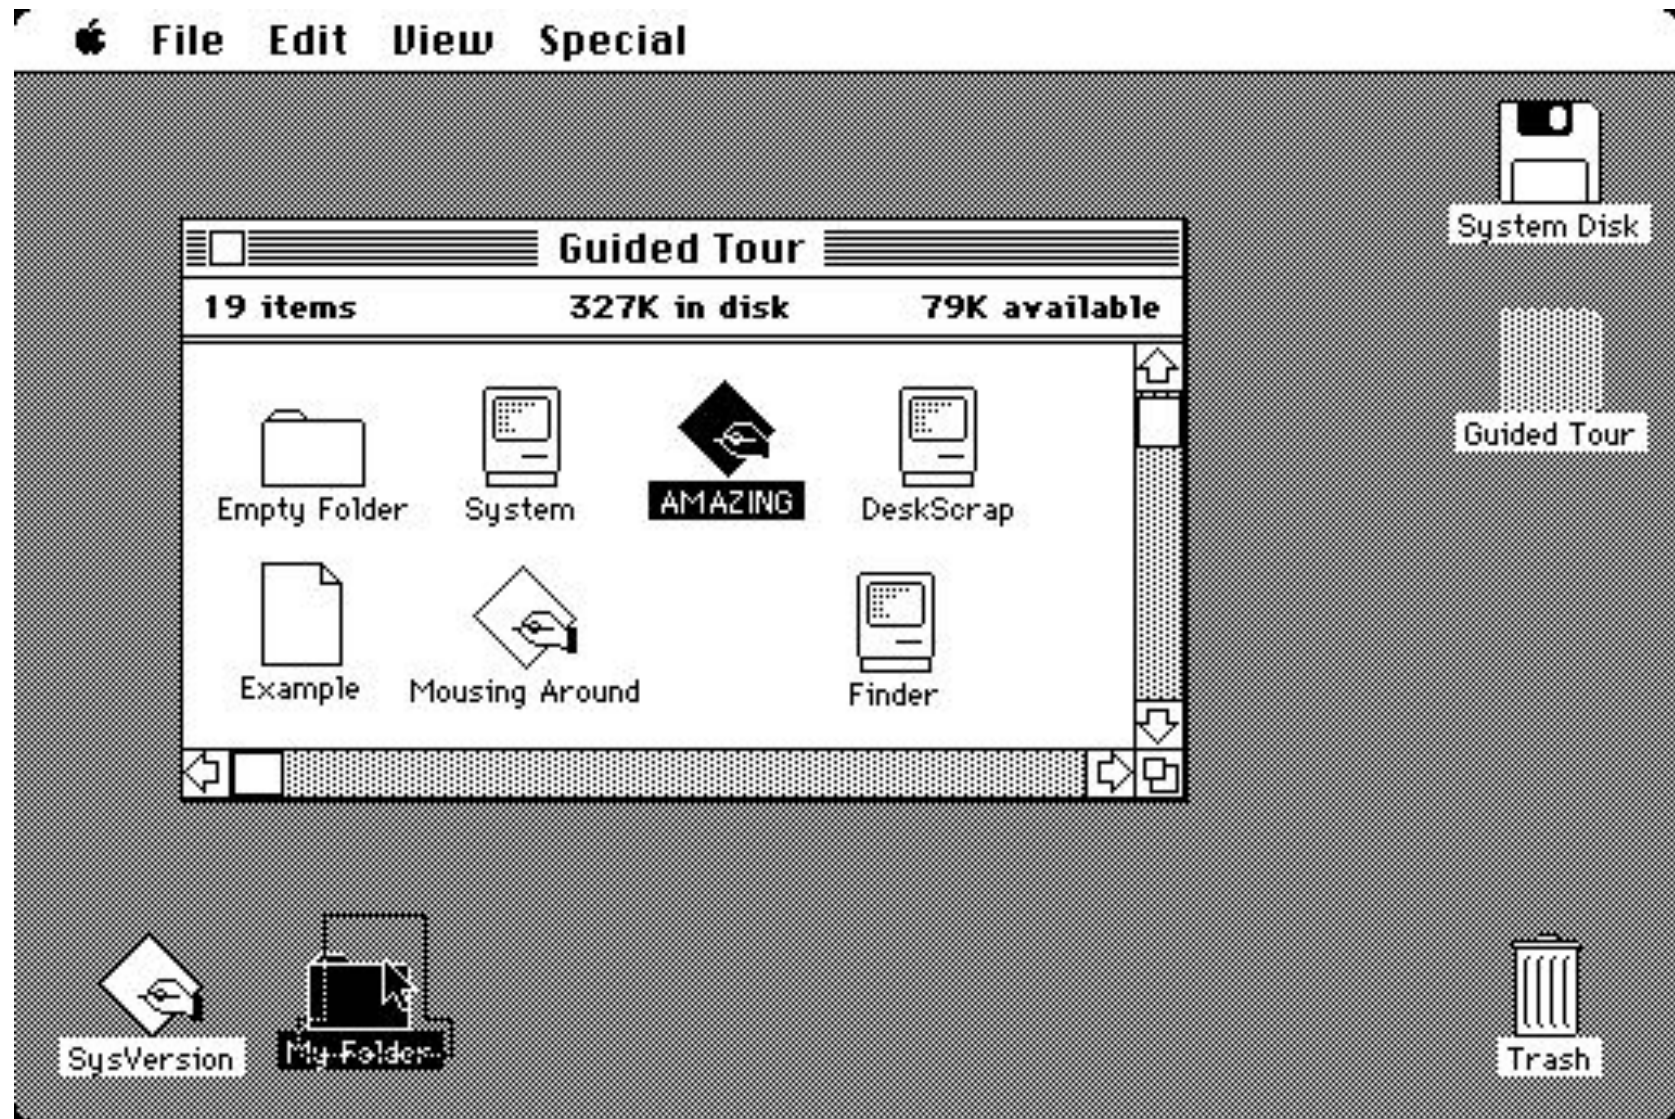 File Edit View Special
System Disk
Guided Tour
19 items 327K in disk 79K available
Guided Tour
Empty Folder System AMAZING DeskScrap
Example Mousing Around Finder
SysVersion My Folder Trash